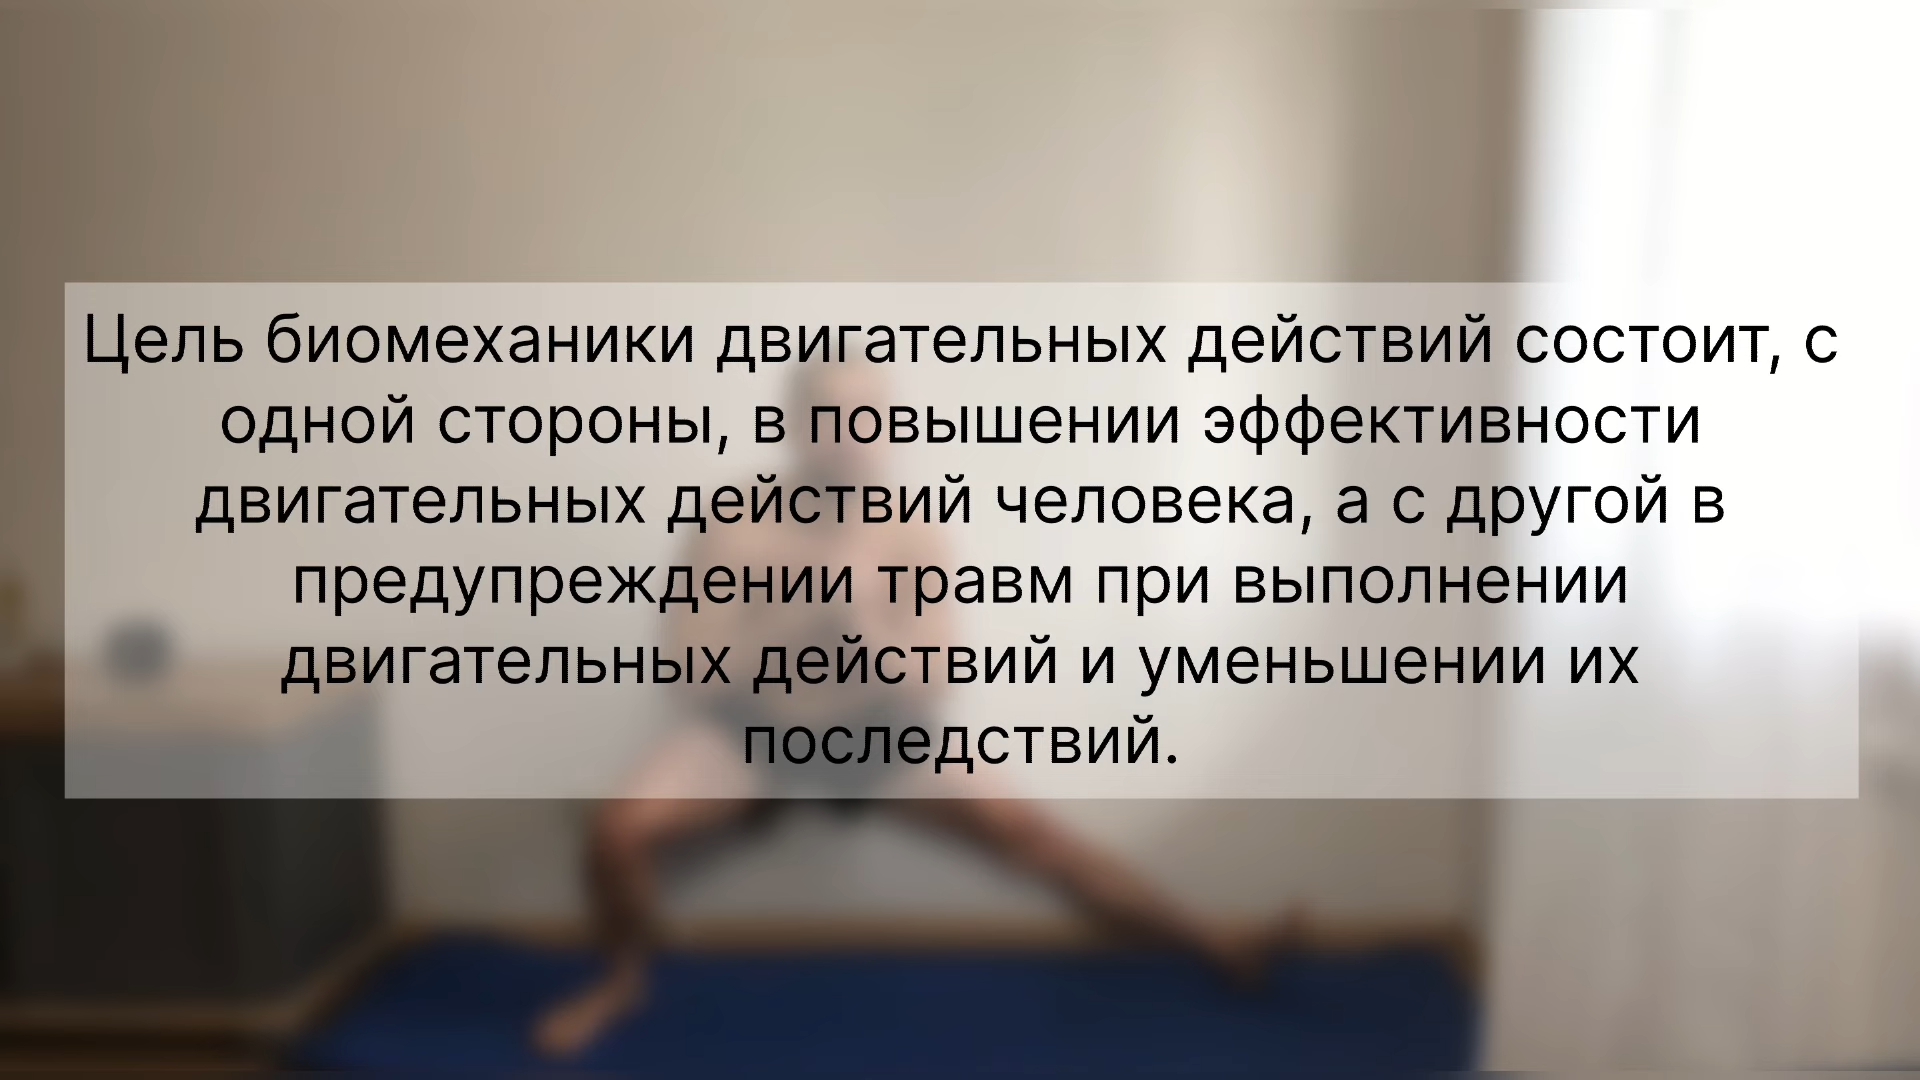 Цель биомеханики двигательных действий состоит, с
одной стороны, в повышении эффективности
двигательных действий человека, а с другой в
предупреждении травм при выполнении
двигательных действий и уменьшении их
последствий.